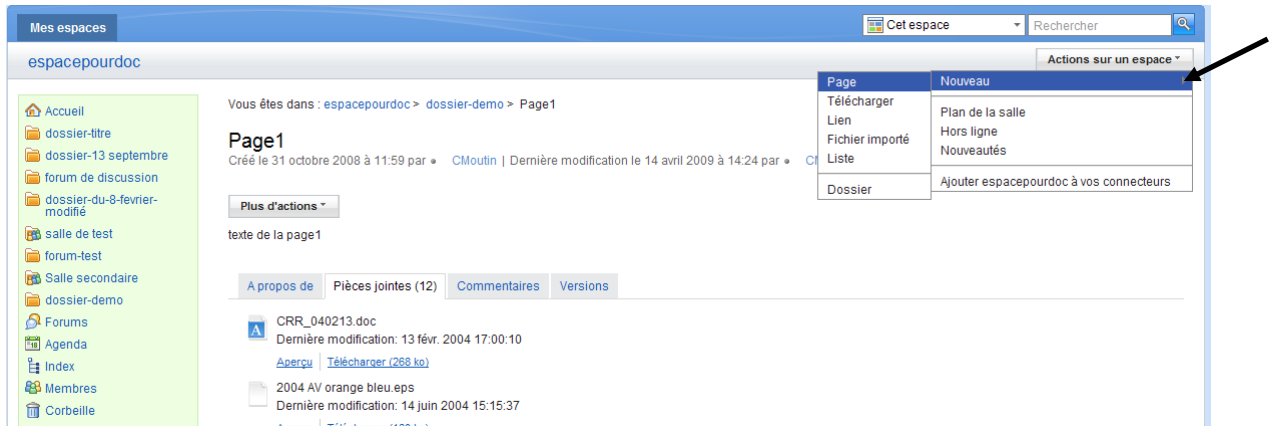 Mes espaces
Cet espace
Rechercher
espacepourdoc
Actions sur un espace
Page
Télécharger
Lien
Fichier importé
Liste
Dossier
Nouveau
Plan de la salle
Hors ligne
Nouveautés
Ajouter espacepourdoc à vos connecteurs
Accueil
dossier-titre
dossier-13 septembre
forum de discussion
dossier-du-8-fevrier-
modifié
salle de test
forum-test
Salle secondaire
dossier-demo
Forums
Agenda
Index
Membres
Corbeille
Vous êtes dans : espacepourdoc > dossier-demo > Page1
Page1
Créé le 31 octobre 2008 à 11:59 par CMoutin | Dernière modification le 14 avril 2009 à 14:24 par
Plus d'actions
texte de la page1
A propos de Pièces jointes (12) Commentaires Versions
CRR_040213.doc
Dernière modification: 13 févr. 2004 17:00:10
Aperçu Télécharger (268 ko)
2004 AV orange bleu.eps
Dernière modification: 14 juin 2004 15:15:37